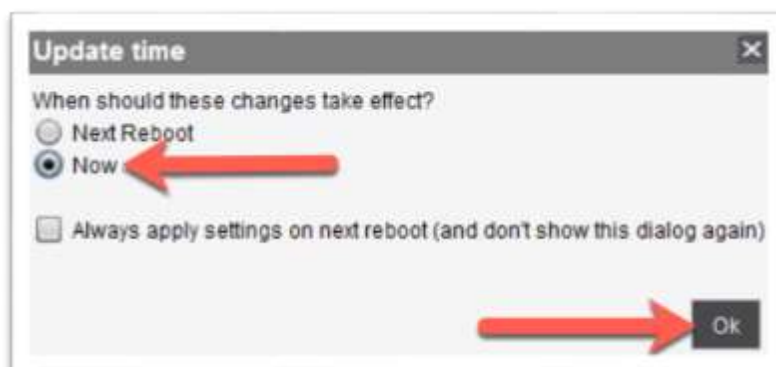 Update time
When should these changes take effect?
Next Reboot
Now
Always apply settings on next reboot (and don't show this dialog again)
Ok